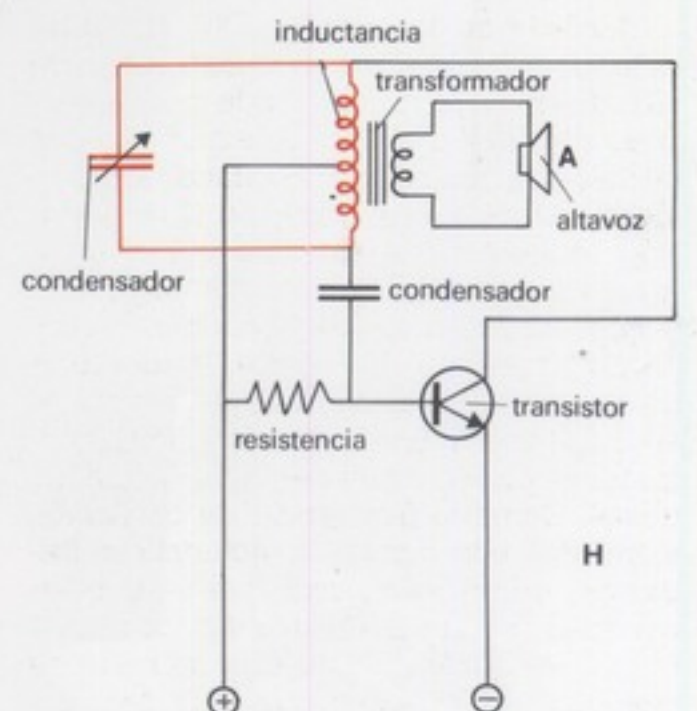 inductancia
transformador
A
altavoz
condensador
condensador
transistor
resistencia
H
+
−